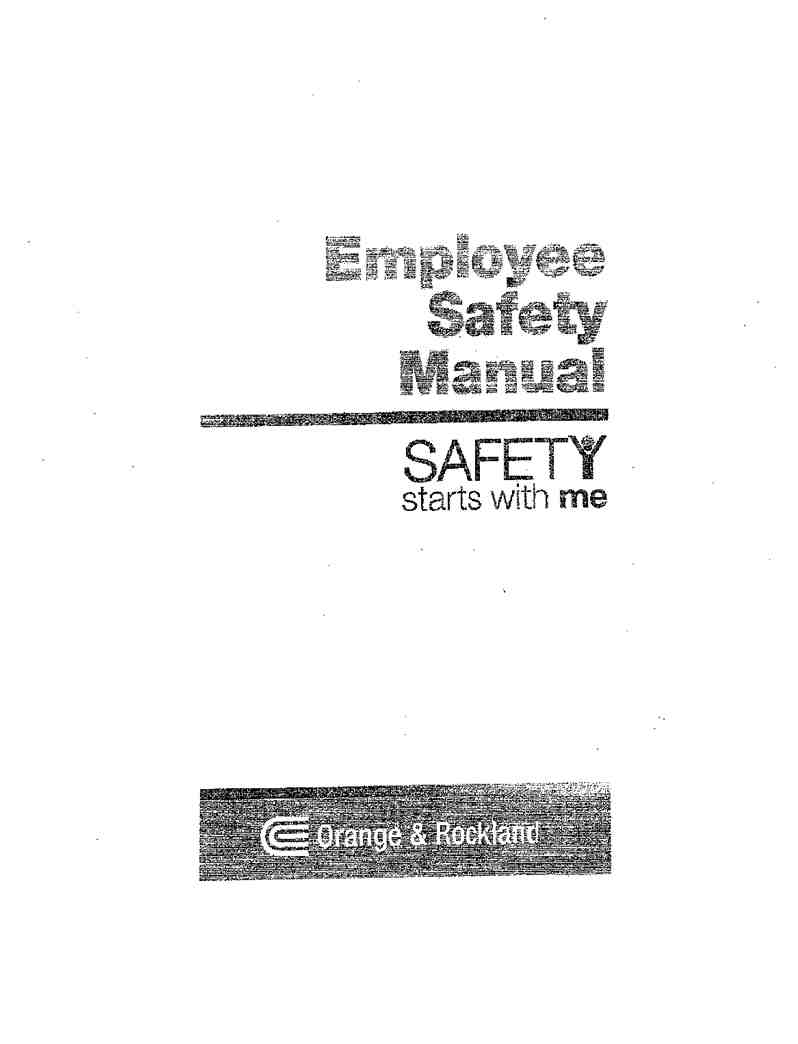 Employee
Safety
Manual
SAFETY
starts with me
Orange & Rockland